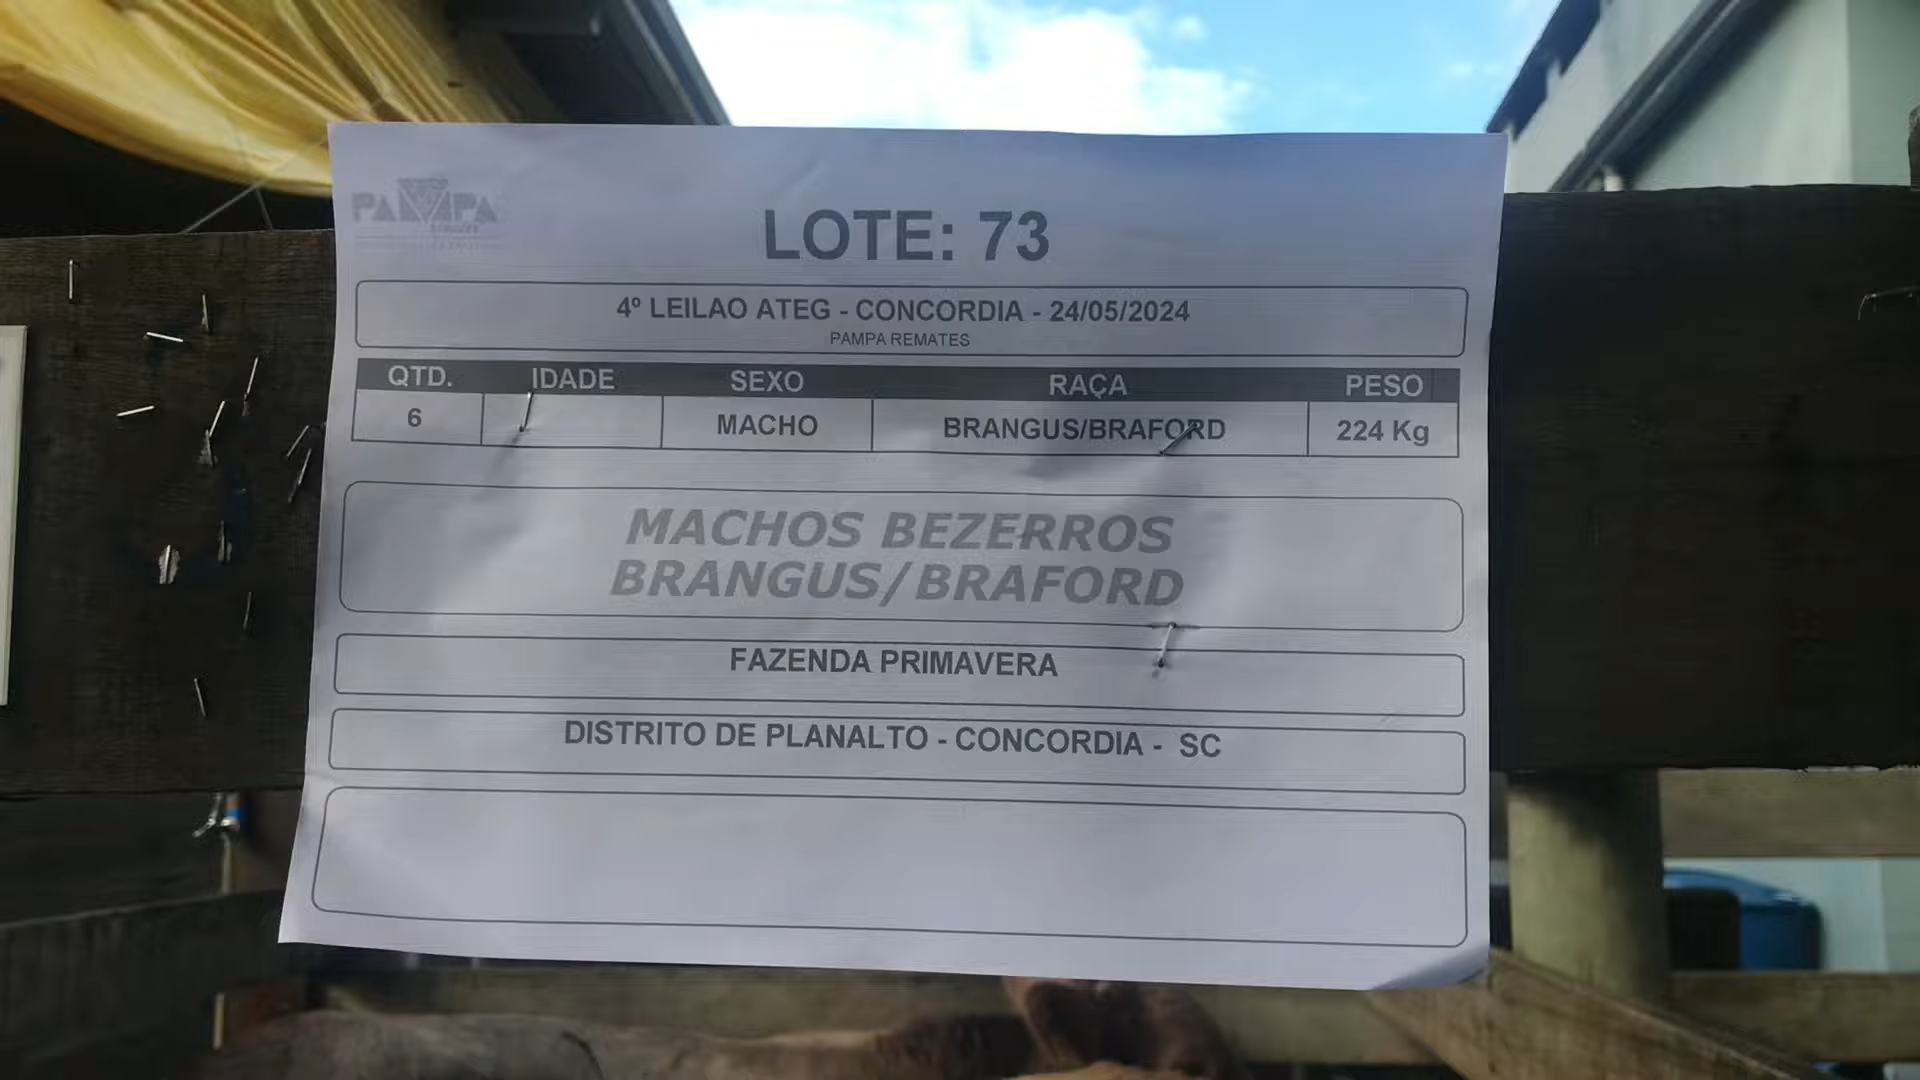 PAMPA
LOTE: 73
4º LEILAO ATEG - CONCORDIA - 24/05/2024
PAMPA REMATES
QTD. IDADE SEXO RAÇA PESO
6 MACHO BRANGUS/BRAFORD 224 Kg
MACHOS BEZERROS
BRANGUS/BRAFORD
FAZENDA PRIMAVERA
DISTRITO DE PLANALTO - CONCORDIA - SC